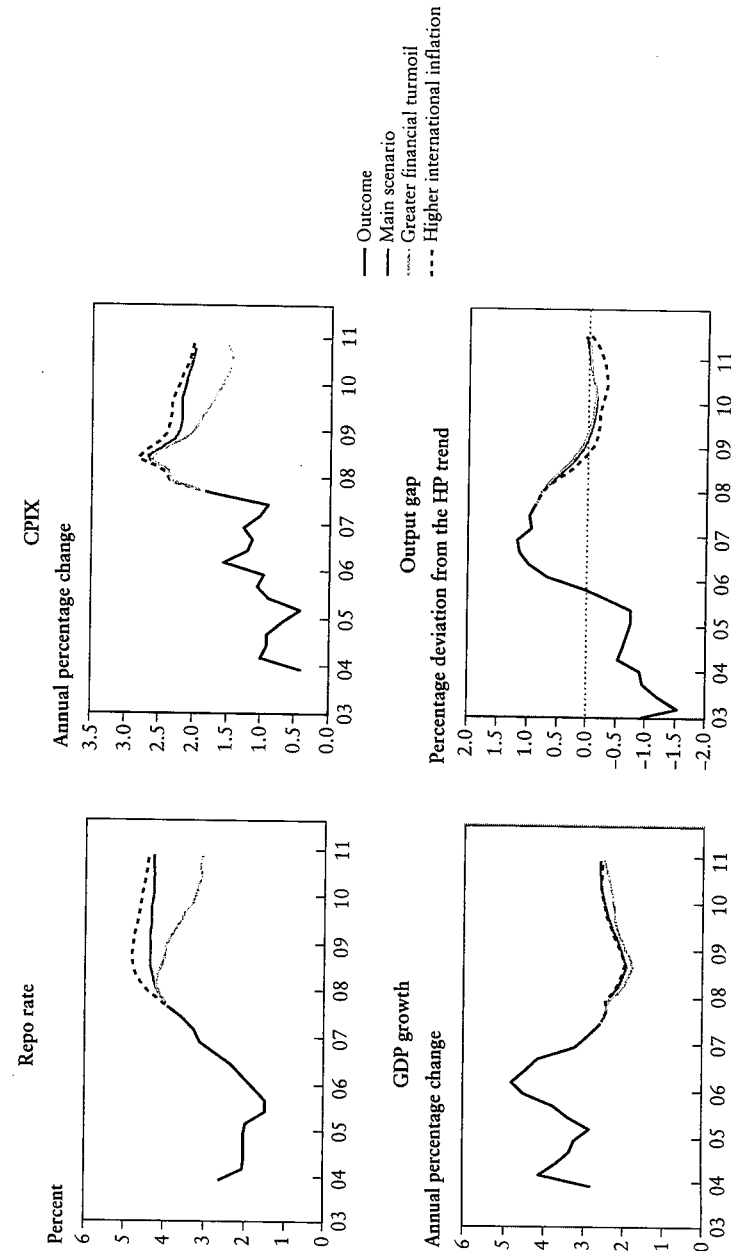 Repo rate
Percent
6
5
4
3
2
1
0
03 04 05 06 07 08 09 10 11
CPIX
Annual percentage change
3.5
3.0
2.5
2.0
1.5
1.0
0.5
0.0
03 04 05 06 07 08 09 10 11
GDP growth
Annual percentage change
6
5
4
3
2
1
0
03 04 05 06 07 08 09 10 11
Output gap
Percentage deviation from the HP trend
2.0
1.5
1.0
0.5
0.0
–0.5
–1.0
–1.5
–2.0
03 04 05 06 07 08 09 10 11
Outcome
Main scenario
Greater financial turmoil
Higher international inflation